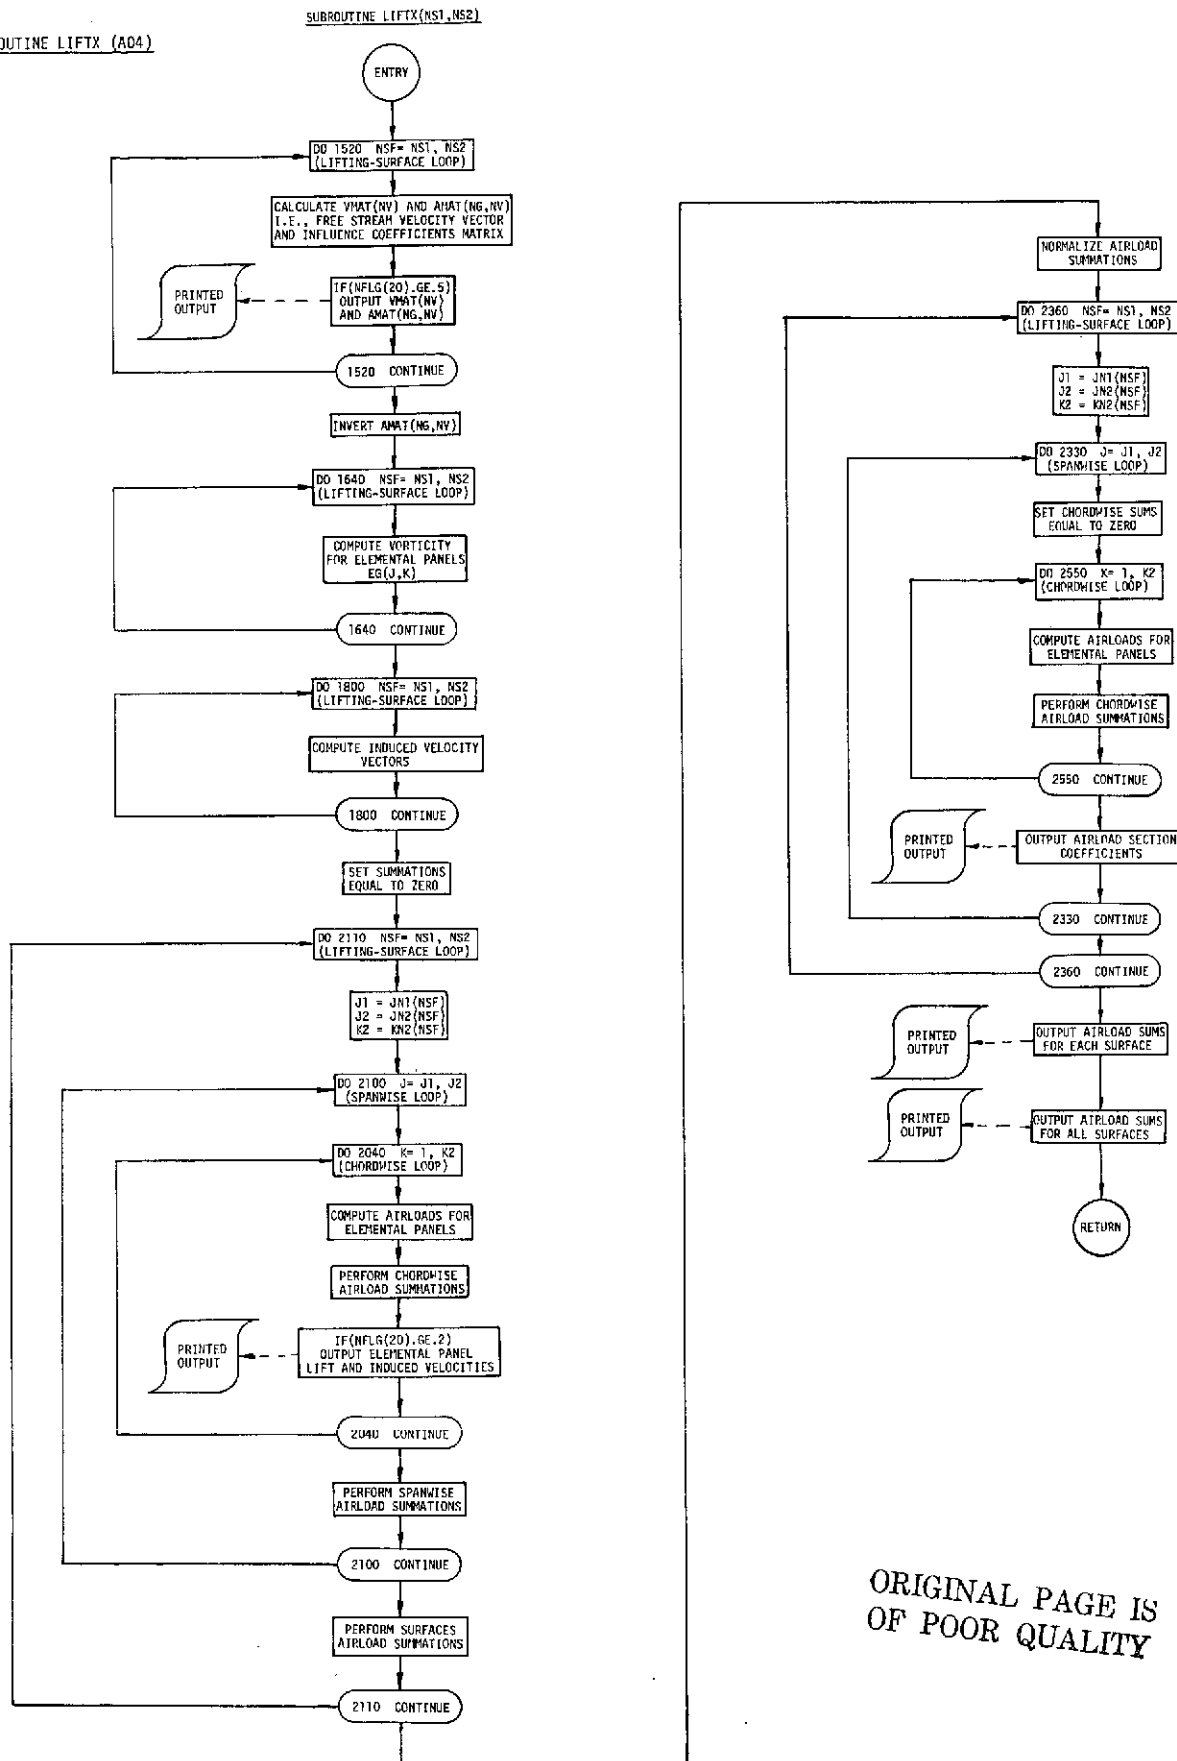 SUBROUTINE LIFTX(NS1,NS2)
OUTINE LIFTX (A04)
ENTRY
DO 1520 NSF= NS1, NS2
(LIFTING-SURFACE LOOP)
CALCULATE VMAT(NV) AND AMAT(NG,NV)
I.E., FREE STREAM VELOCITY VECTOR
AND INFLUENCE COEFFICIENTS MATRIX
PRINTED
OUTPUT
IF(NFLG(20).GE.5)
OUTPUT VMAT(NV)
AND AMAT(NG,NV)
1520 CONTINUE
INVERT AMAT(NG,NV)
DO 1640 NSF= NS1, NS2
(LIFTING-SURFACE LOOP)
COMPUTE VORTICITY
FOR ELEMENTAL PANELS
EG(J,K)
1640 CONTINUE
DO 1800 NSF= NS1, NS2
(LIFTING-SURFACE LOOP)
COMPUTE INDUCED VELOCITY
VECTORS
1800 CONTINUE
SET SUMMATIONS
EQUAL TO ZERO
DO 2110 NSF= NS1, NS2
(LIFTING-SURFACE LOOP)
J1 = JN1(NSF)
J2 = JN2(NSF)
K2 = KN2(NSF)
DO 2100 J= J1, J2
(SPANWISE LOOP)
DO 2040 K= 1, K2
(CHORDWISE LOOP)
COMPUTE AIRLOADS FOR
ELEMENTAL PANELS
PERFORM CHORDWISE
AIRLOAD SUMMATIONS
PRINTED
OUTPUT
IF(NFLG(20).GE.2)
OUTPUT ELEMENTAL PANEL
LIFT AND INDUCED VELOCITIES
2040 CONTINUE
PERFORM SPANWISE
AIRLOAD SUMMATIONS
2100 CONTINUE
PERFORM SURFACES
AIRLOAD SUMMATIONS
2110 CONTINUE
NORMALIZE AIRLOAD
SUMMATIONS
DO 2360 NSF= NS1, NS2
(LIFTING-SURFACE LOOP)
J1 = JN1(NSF)
J2 = JN2(NSF)
K2 = KN2(NSF)
DO 2330 J= J1, J2
(SPANWISE LOOP)
SET CHORDWISE SUMS
EQUAL TO ZERO
DO 2550 K= 1, K2
(CHORDWISE LOOP)
COMPUTE AIRLOADS FOR
ELEMENTAL PANELS
PERFORM CHORDWISE
AIRLOAD SUMMATIONS
2550 CONTINUE
PRINTED
OUTPUT
OUTPUT AIRLOAD SECTION
COEFFICIENTS
2330 CONTINUE
2360 CONTINUE
PRINTED
OUTPUT
OUTPUT AIRLOAD SUMS
FOR EACH SURFACE
PRINTED
OUTPUT
OUTPUT AIRLOAD SUMS
FOR ALL SURFACES
RETURN
ORIGINAL PAGE IS
OF POOR QUALITY